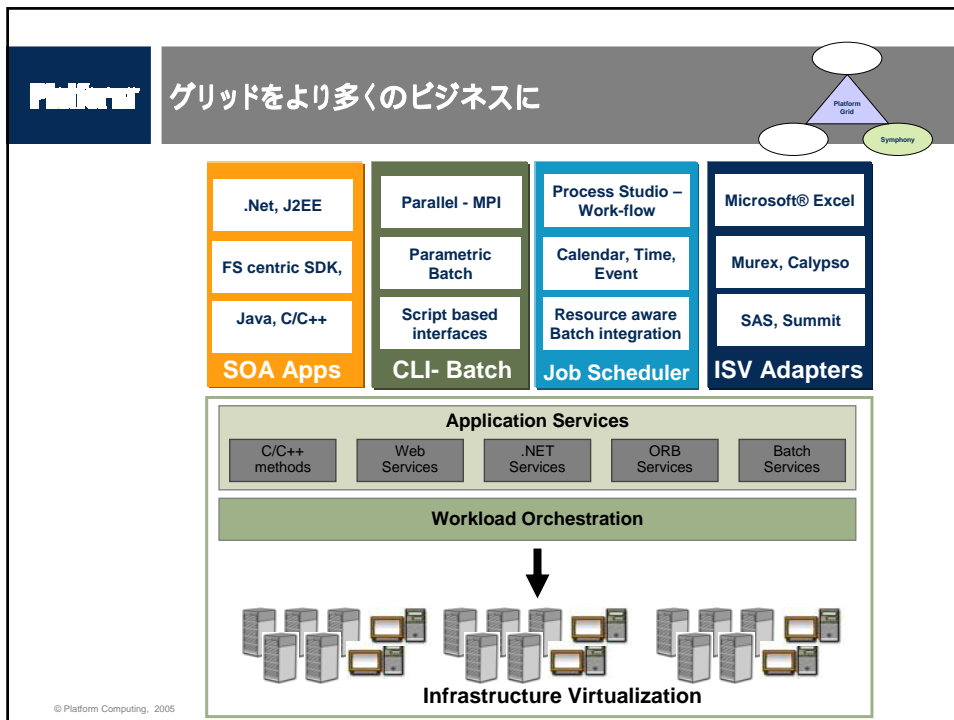 Platform
グリッドをより多くのビジネスに
Platform
Grid
Symphony
.Net, J2EE
FS centric SDK,
Java, C/C++
SOA Apps
Parallel - MPI
Parametric
Batch
Script based
interfaces
CLI- Batch
Process Studio –
Work-flow
Calendar, Time,
Event
Resource aware
Batch integration
Job Scheduler
Microsoft® Excel
Murex, Calypso
SAS, Summit
ISV Adapters
Application Services
C/C++
methods
Web
Services
.NET
Services
ORB
Services
Batch
Services
Workload Orchestration
Infrastructure Virtualization
© Platform Computing, 2005